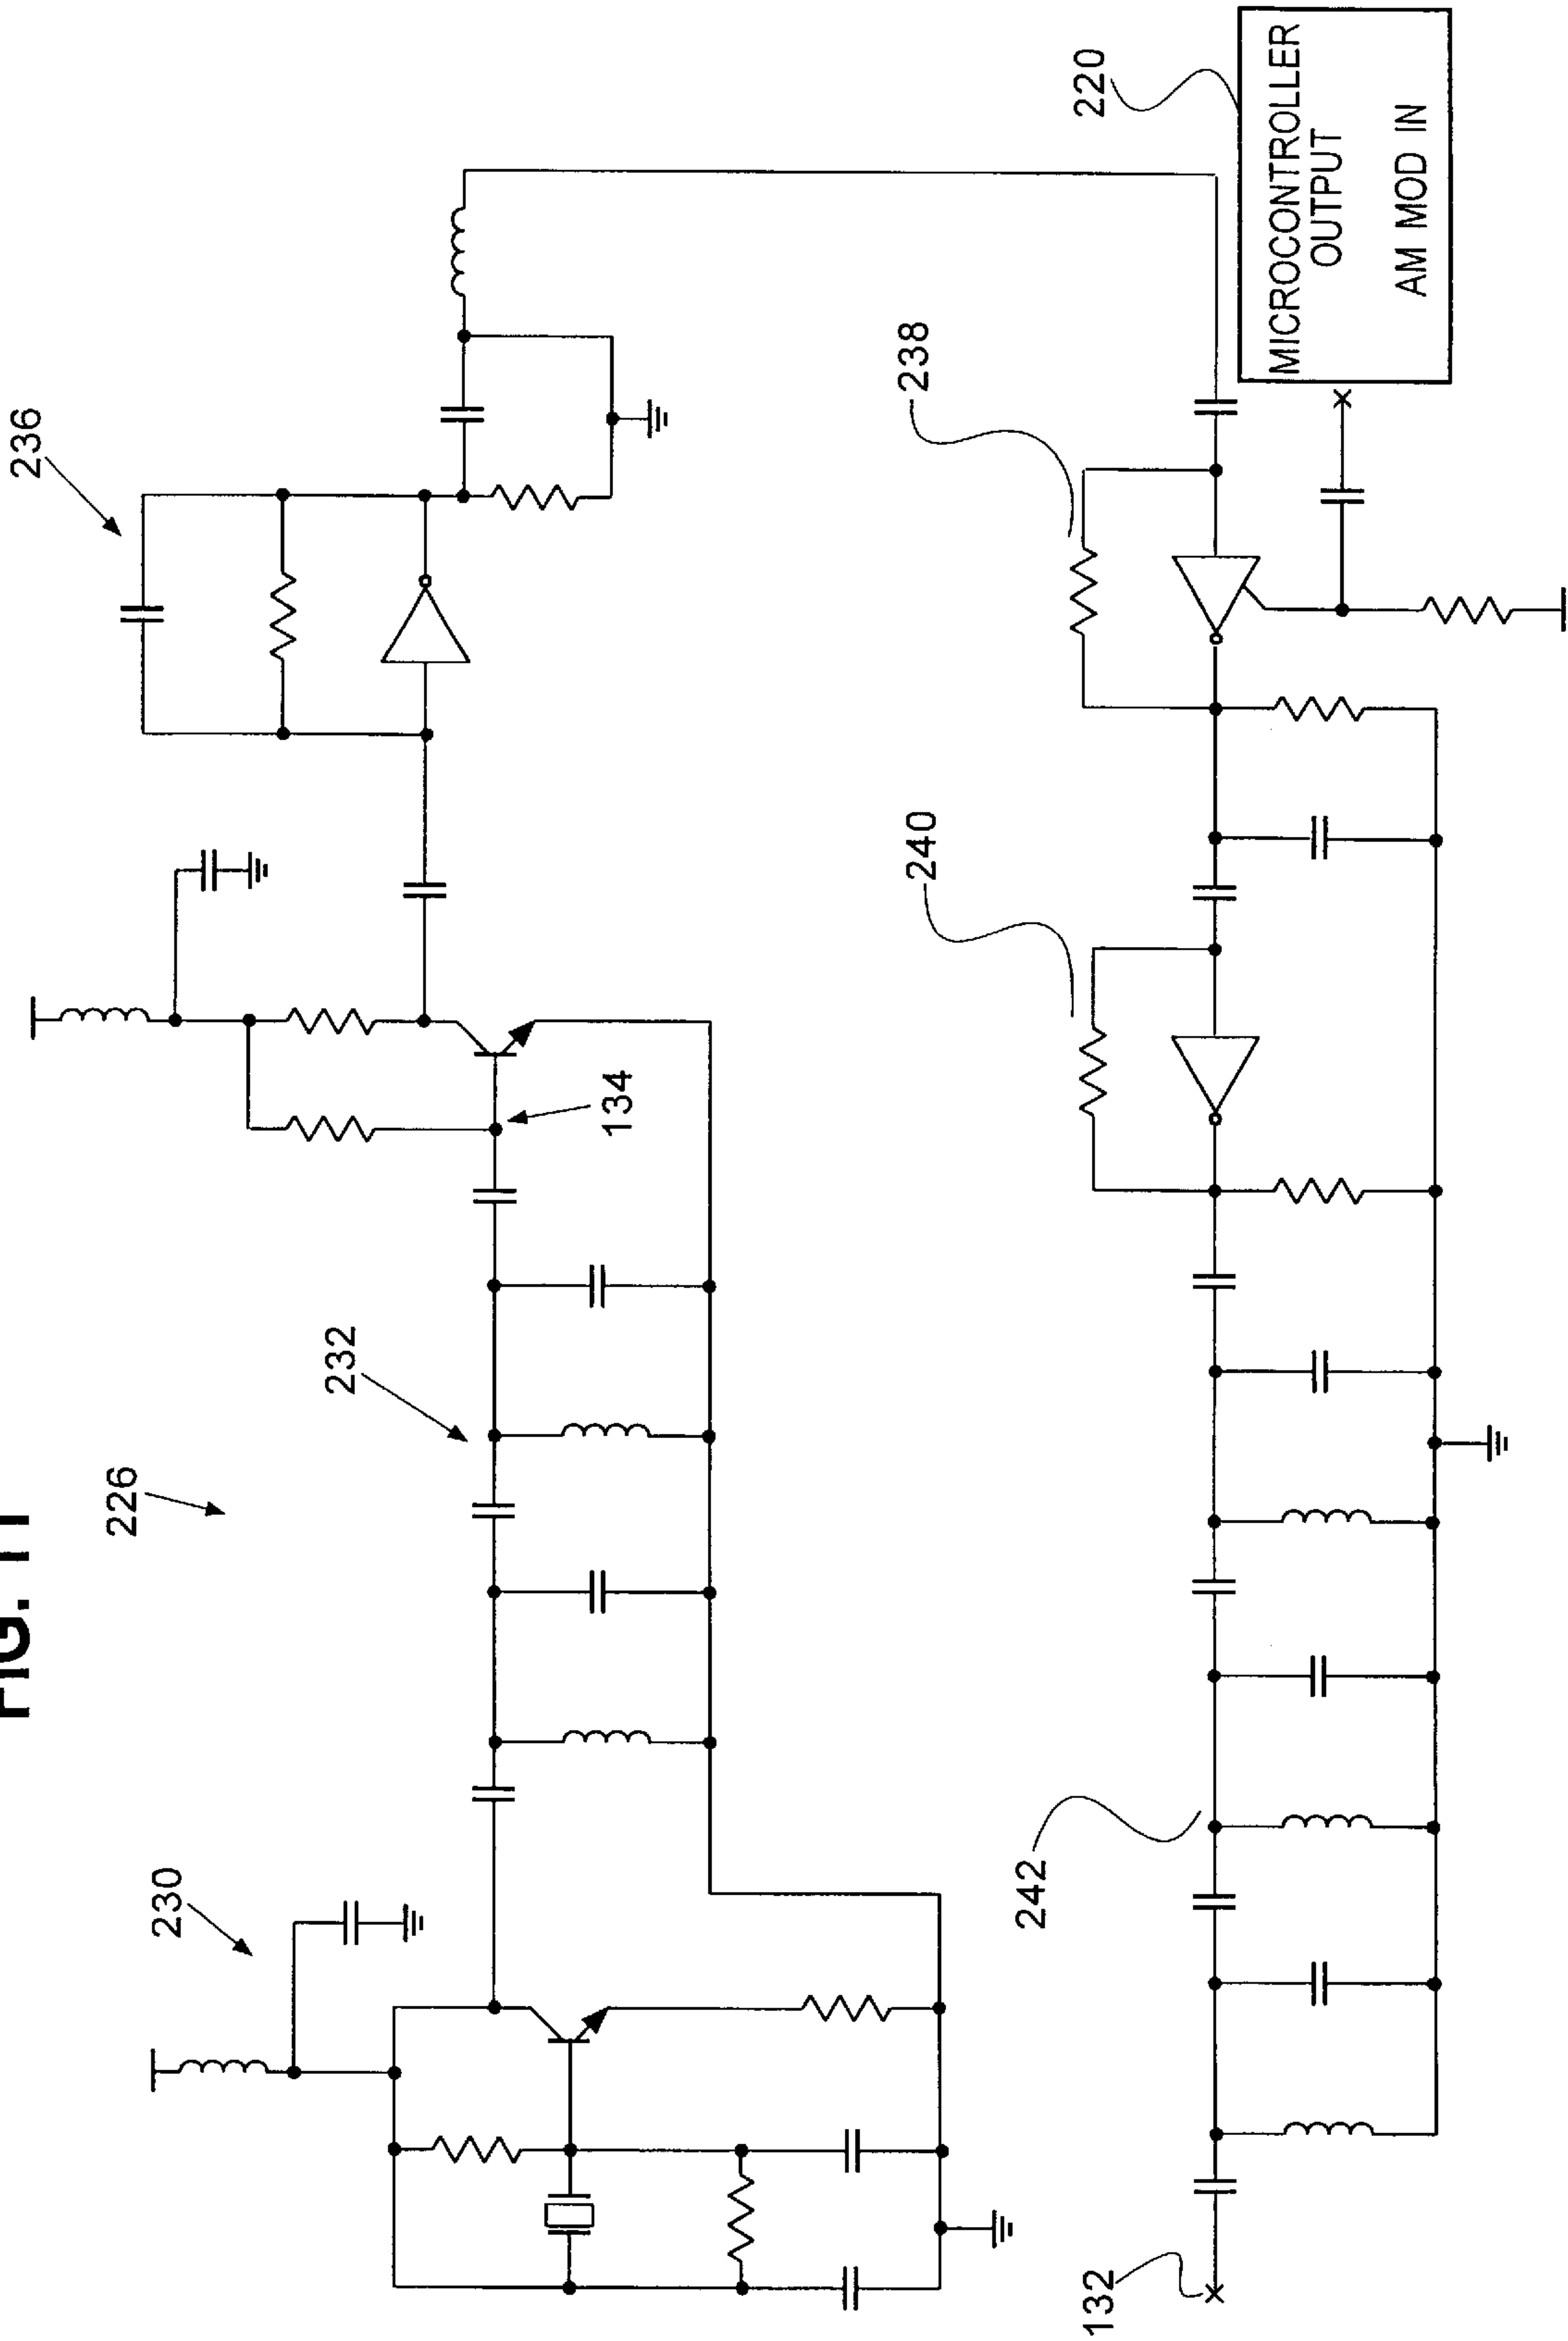 FIG. 11
226
230
232
134
236
238
240
242
132
220
MICROCONTROLLER
OUTPUT
AM MOD IN